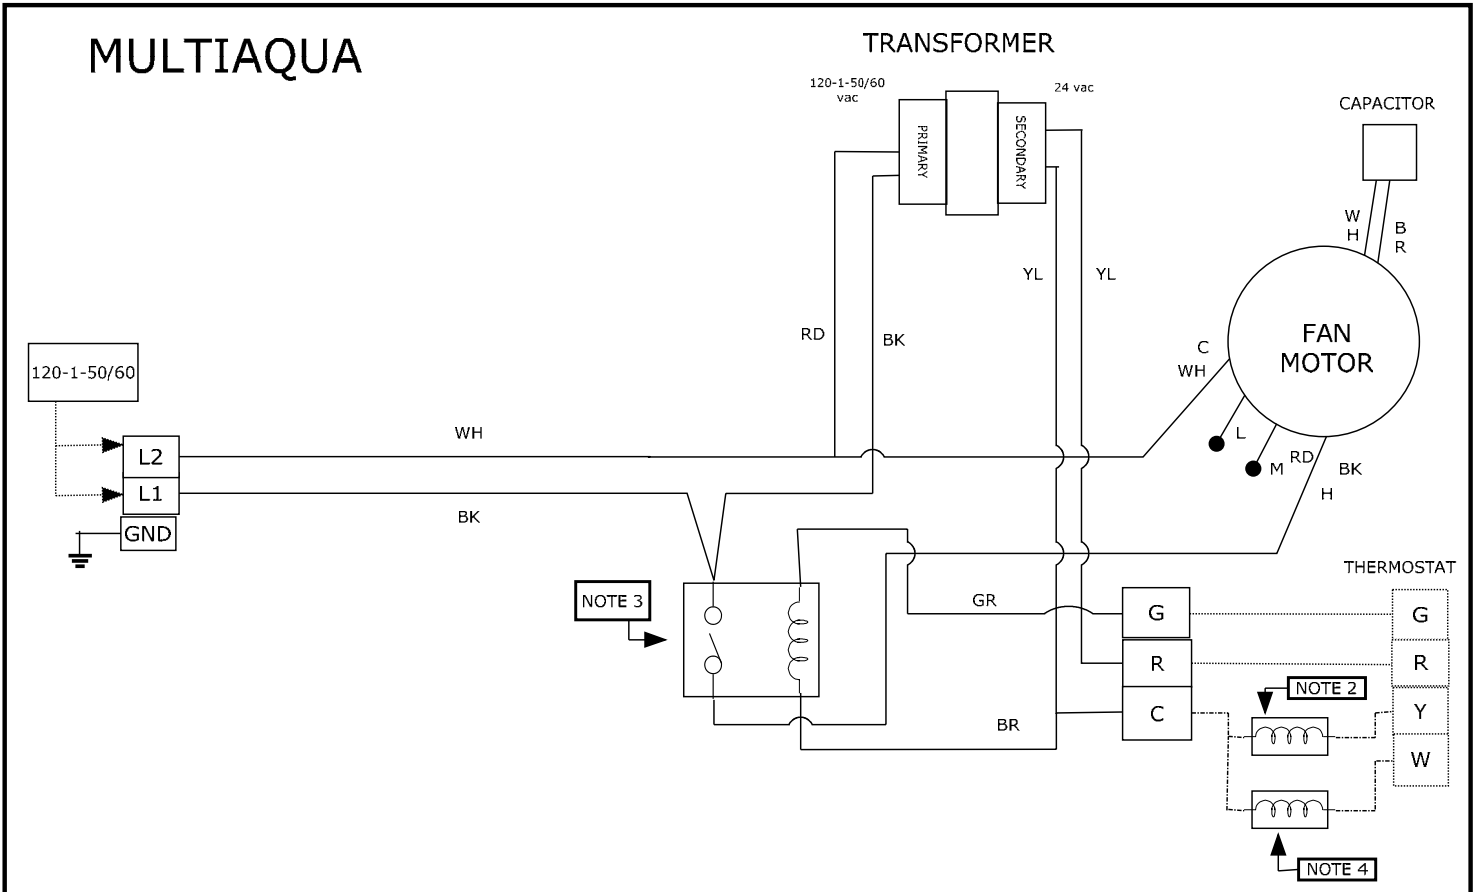 MULTIAQUA
TRANSFORMER
120-1-50/60
vac
24 vac
PRIMARY
SECONDARY
CAPACITOR
W
H
B
R
YL
YL
RD
BK
FAN
MOTOR
C
WH
120-1-50/60
WH
L
L2
RD
M
BK
L1
H
BK
GND
THERMOSTAT
NOTE 3
GR
G
G
R
R
NOTE 2
C
Y
BR
W
NOTE 4